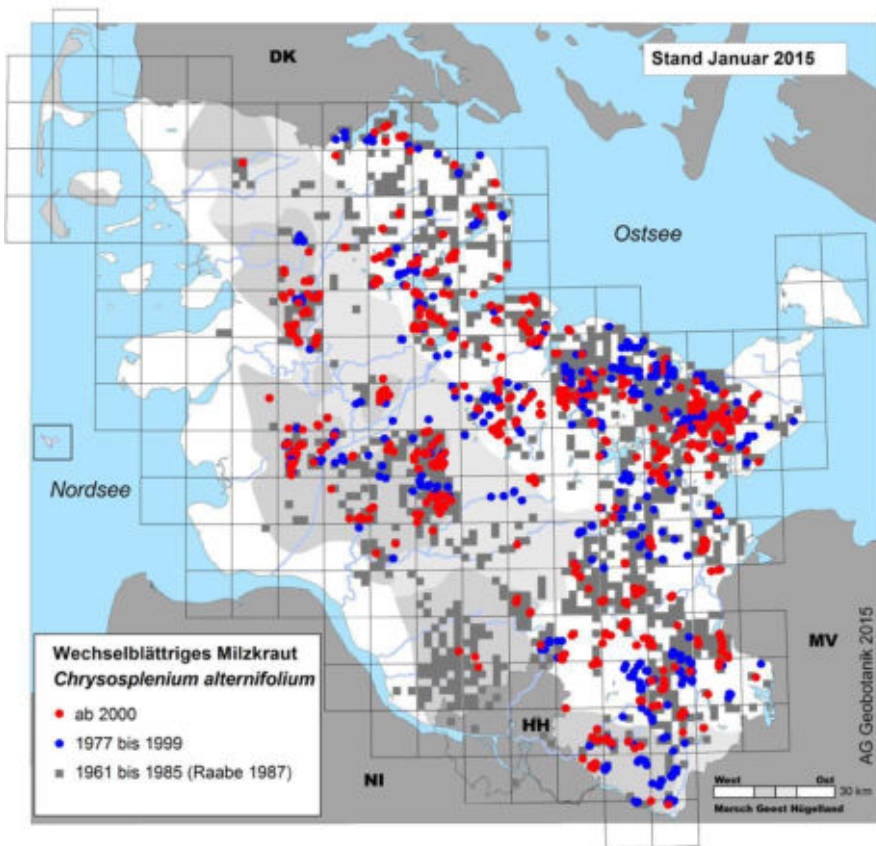 DK
Stand Januar 2015
Ostsee
Nordsee
Wechselblättriges Milzkraut
Chrysosplenium alternifolium
ab 2000
1977 bis 1999
1961 bis 1985 (Raabe 1987)
HH
NI
MV
AG Geobotanik 2015
West Ost
30 km
Marsch Geest Hügelland